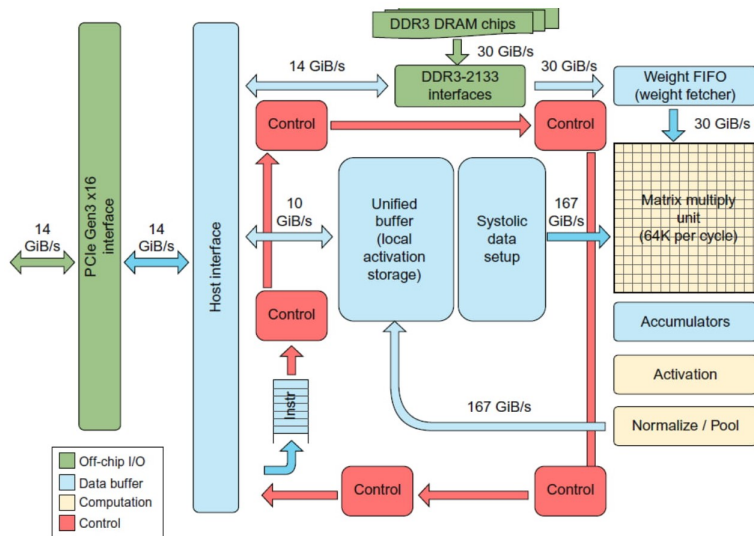 DDR3 DRAM chips
30 GiB/s
14 GiB/s
DDR3-2133
interfaces
30 GiB/s
Weight FIFO
(weight fetcher)
30 GiB/s
Control
Control
PCIe Gen3 x16
interface
Host interface
14
GiB/s
14
GiB/s
10
GiB/s
Unified
buffer
(local
activation
storage)
Systolic
data
setup
167
GiB/s
Matrix multiply
unit
(64K per cycle)
Control
Accumulators
Activation
Instr
167 GiB/s
Normalize / Pool
Control
Control
Off-chip I/O
Data buffer
Computation
Control